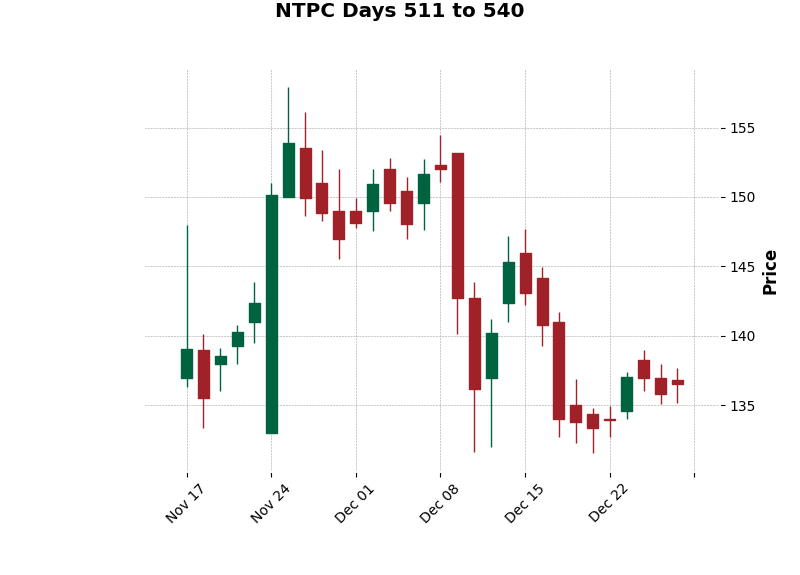 NTPC Days 511 to 540
155
150
145
140
135
Price
Nov 17
Nov 24
Dec 01
Dec 08
Dec 15
Dec 22